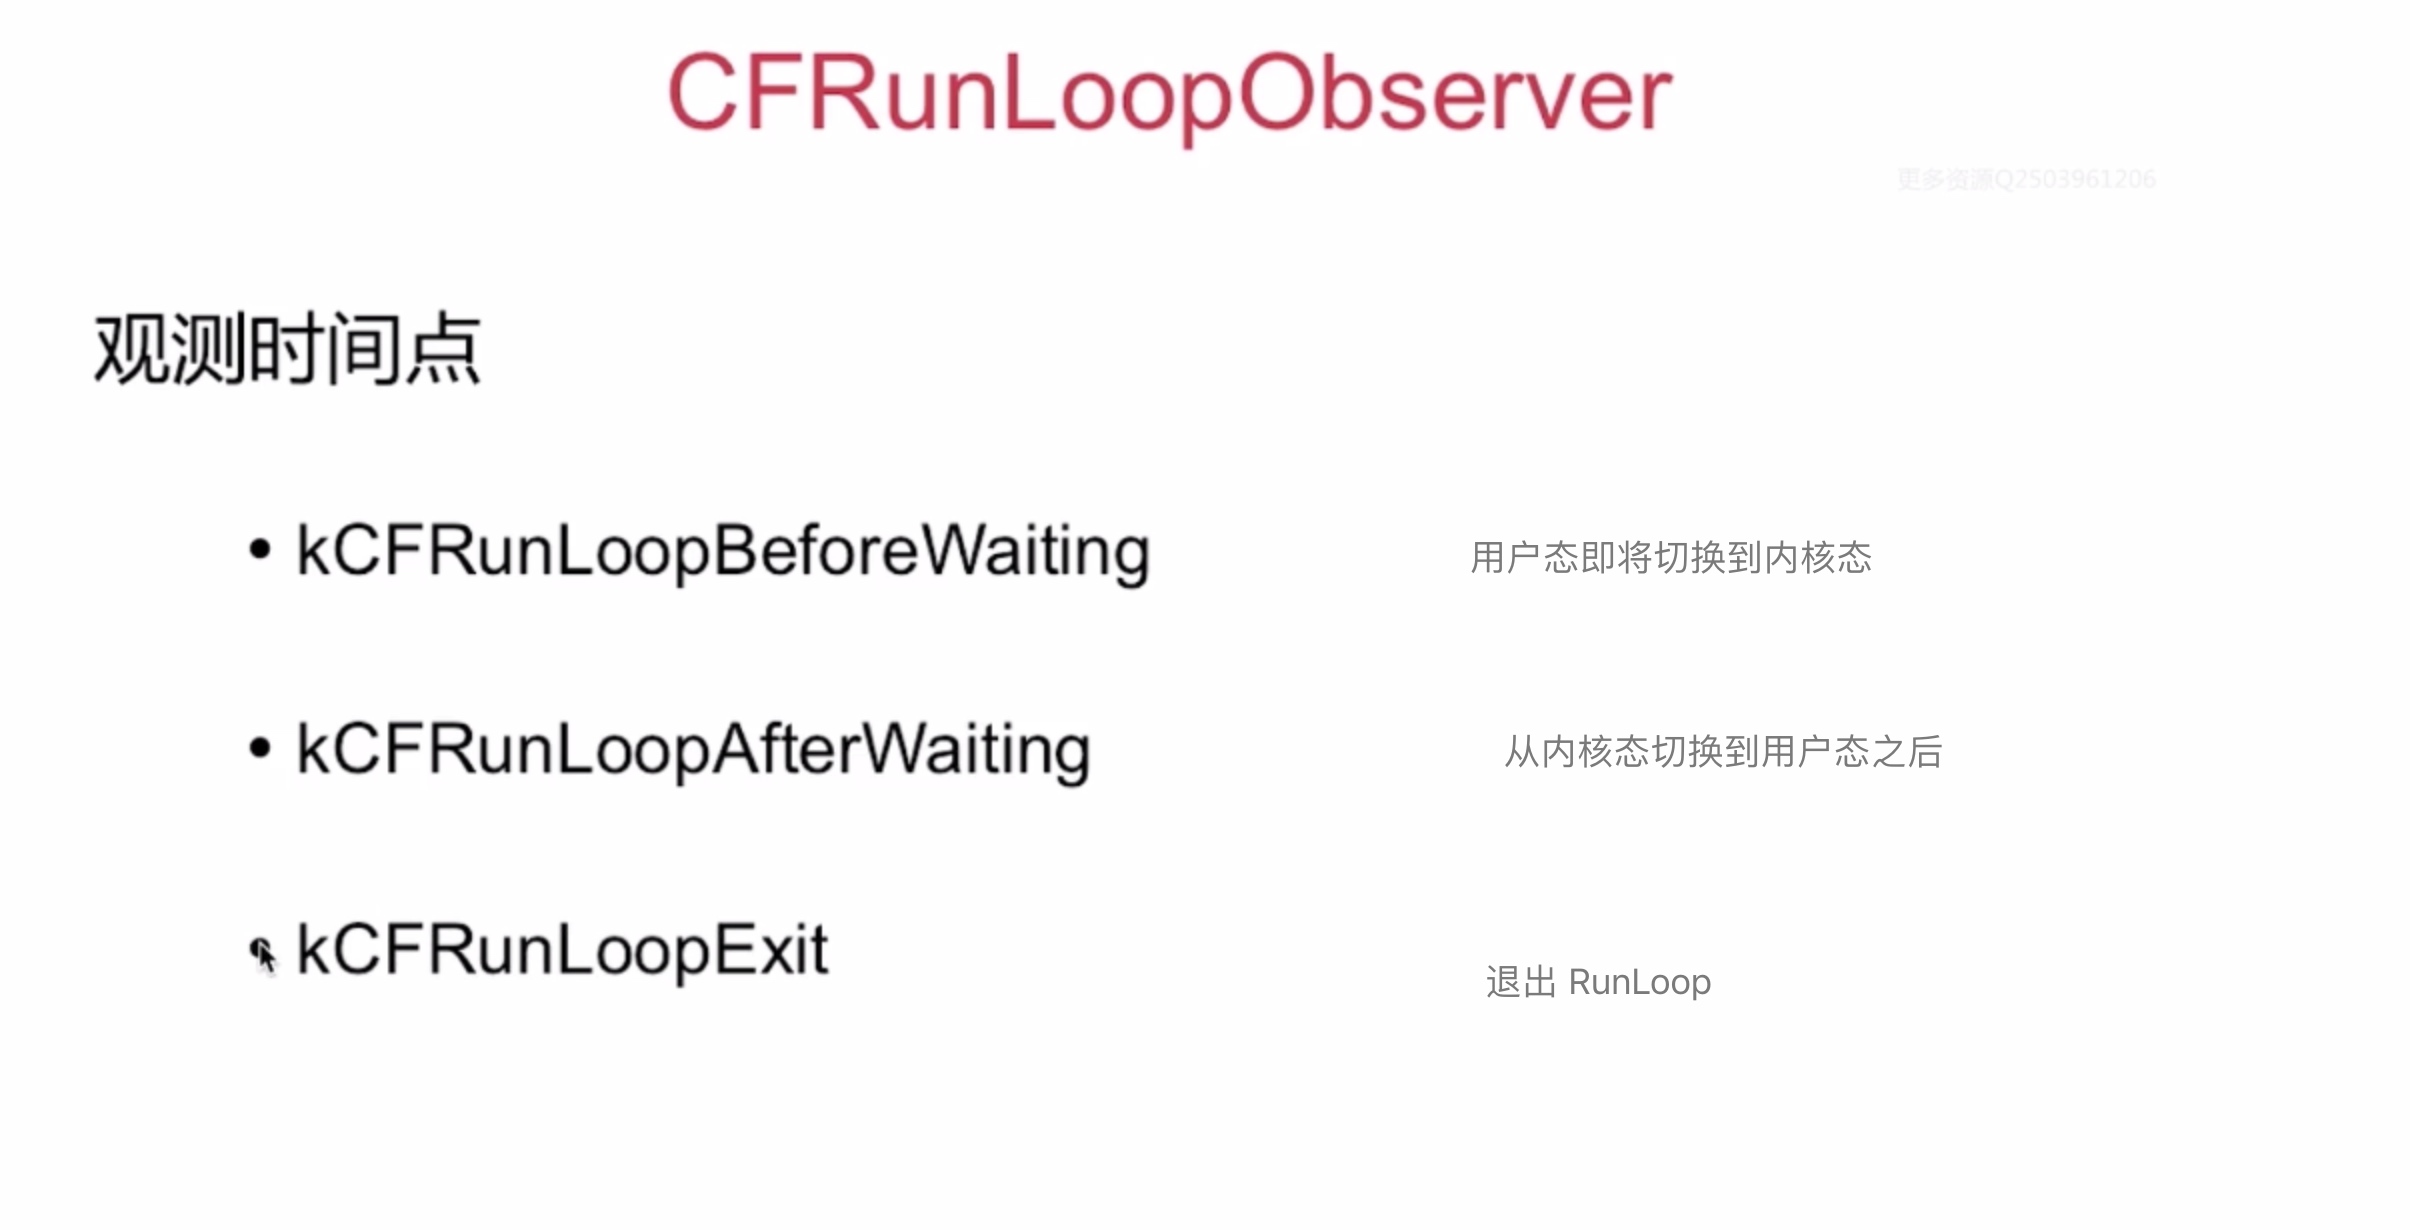 CFRunLoopObserver
更多资源Q2503961206
观测时间点
• kCFRunLoopBeforeWaiting
用户态即将切换到内核态
• kCFRunLoopAfterWaiting
从内核态切换到用户态之后
• kCFRunLoopExit
退出 RunLoop